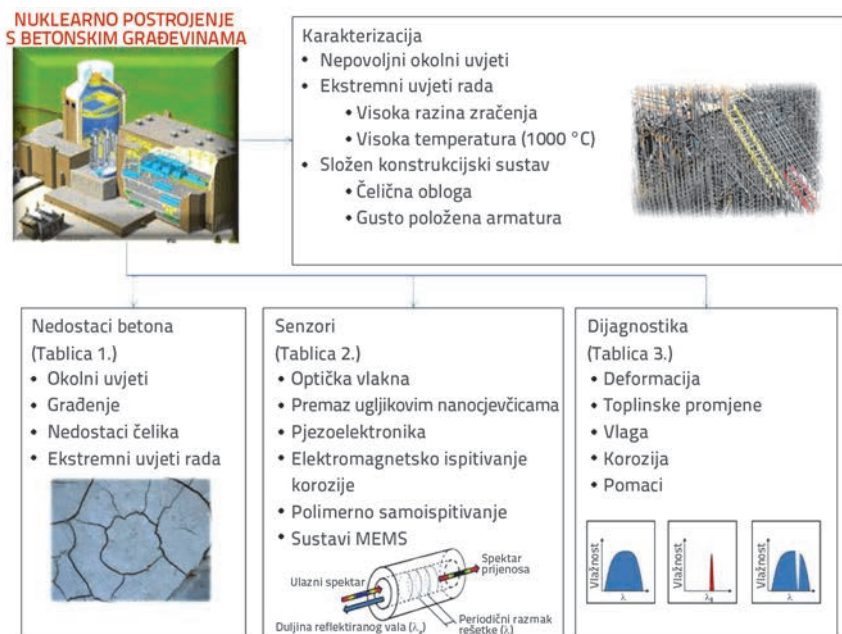 NUKLEARNO POSTROJENJE
S BETONSKIM GRAĐEVINAMA
Karakterizacija
• Nepovoljni okolni uvjeti
• Ekstremni uvjeti rada
• Visoka razina zračenja
• Visoka temperatura (1000 °C)
• Složen konstrukcijski sustav
• Čelična obloga
• Gusto položena armatura
Nedostaci betona
(Tablica 1.)
• Okolni uvjeti
• Građenje
• Nedostaci čelika
• Ekstremni uvjeti rada
Senzori
(Tablica 2.)
• Optička vlakna
• Premaz ugljikovim nanocjevčicama
• Pjezoelektronika
• Elektromagnetsko ispitivanje
korozije
• Polimerno samoispitivanje
• Sustavi MEMS
Ulazni spektar
Spektar
prijenosa
Duljina reflektiranog vala (λ)
Periodični razmak
rešetke (λ)
Dijagnostika
(Tablica 3.)
• Deformacija
• Toplinske promjene
• Vlaga
• Korozija
• Pomaci
Vlažnost
λ
Vlažnost
λ
Vlažnost
λ